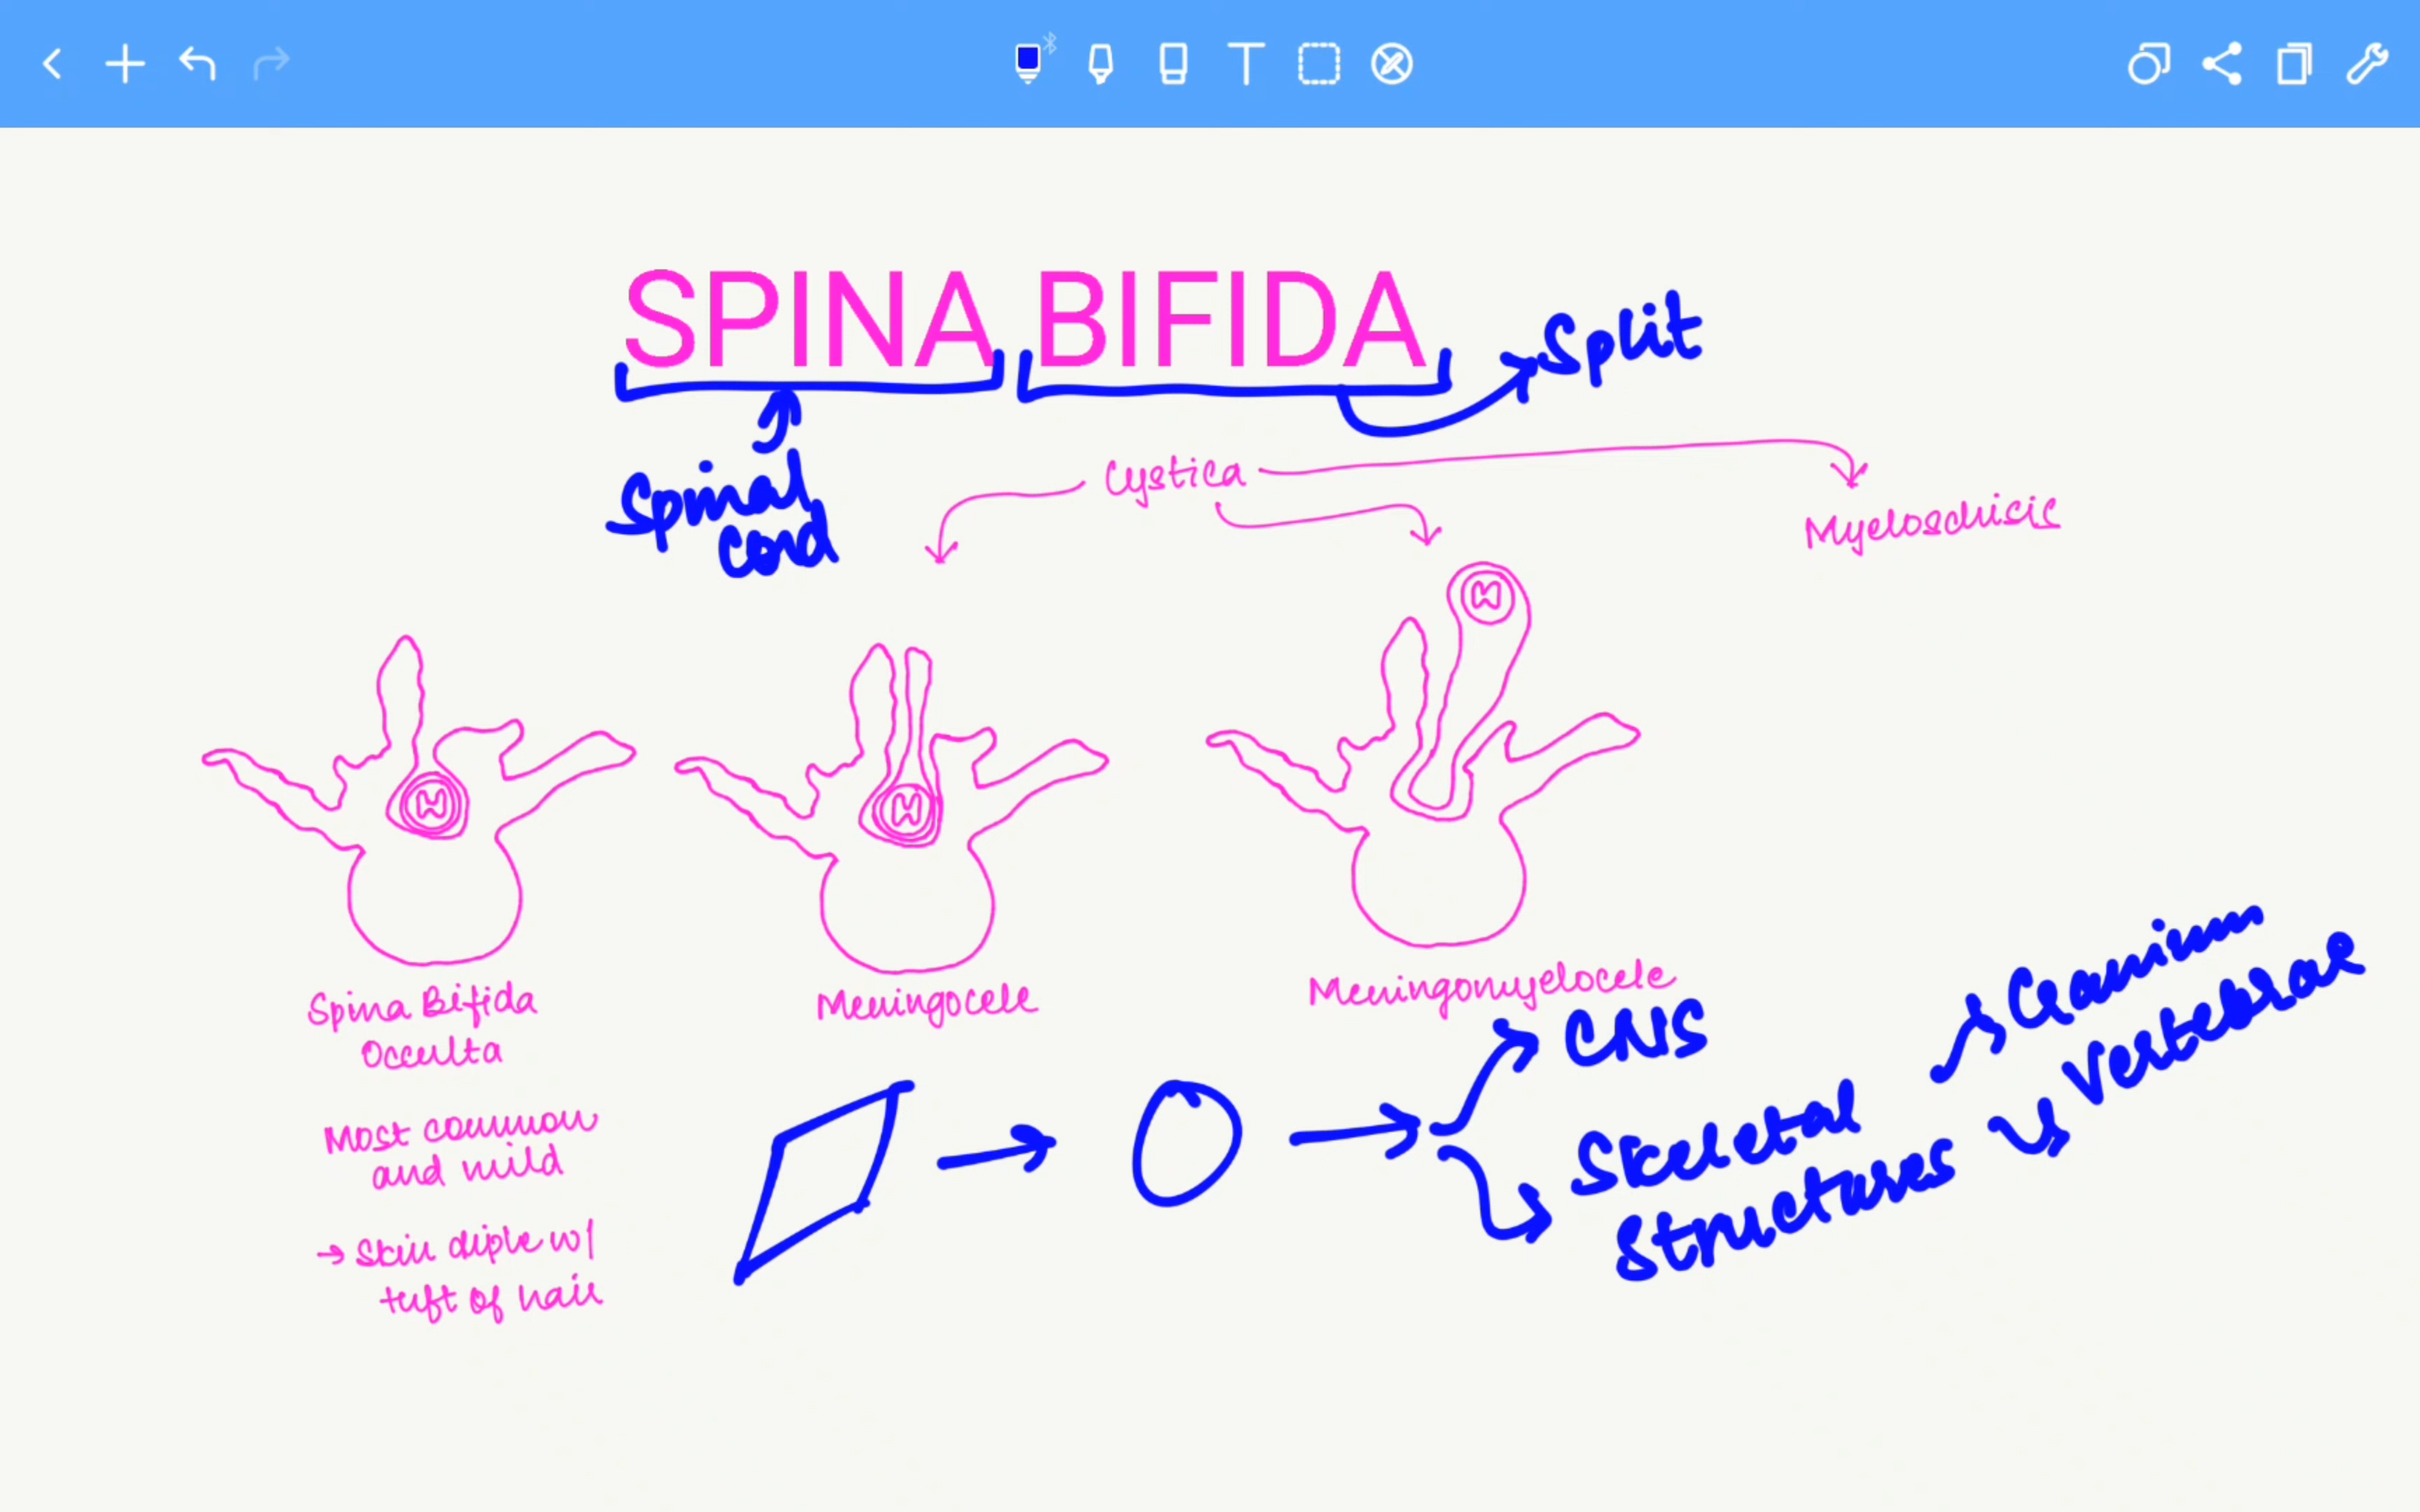 SPINA BIFIDA
Split
Spinal
Cord
Cystica
Myeloschisis
Spina Bifida
Occulta
Meningocele
Meningomyelocele
CNS
Cranium
Vertebrae
Skeletal
Structures
Most common
and mild
→ Skin diple w/
tuft of hair